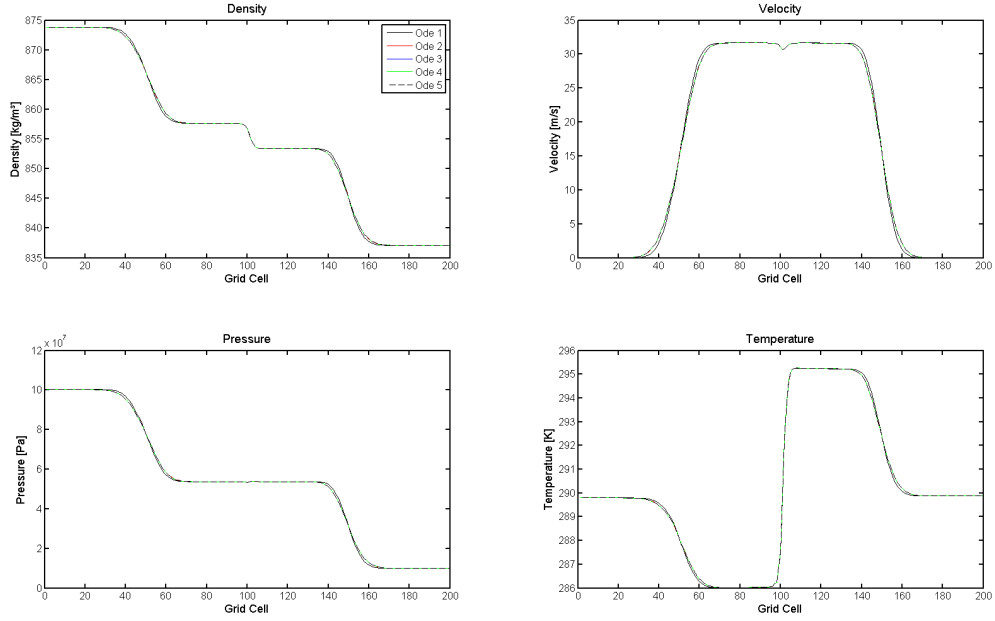 Density
875
870
865
860
855
850
845
840
835
Density [kg/m³]
0 20 40 60 80 100 120 140 160 180 200
Grid Cell
Ode 1
Ode 2
Ode 3
Ode 4
Ode 5
Velocity
35
30
25
20
15
10
5
0
Velocity [m/s]
0 20 40 60 80 100 120 140 160 180 200
Grid Cell
Pressure
x 10⁷
12
10
8
6
4
2
0
Pressure [Pa]
0 20 40 60 80 100 120 140 160 180 200
Grid Cell
Temperature
296
295
294
293
292
291
290
289
288
287
286
Temperature [K]
0 20 40 60 80 100 120 140 160 180 200
Grid Cell